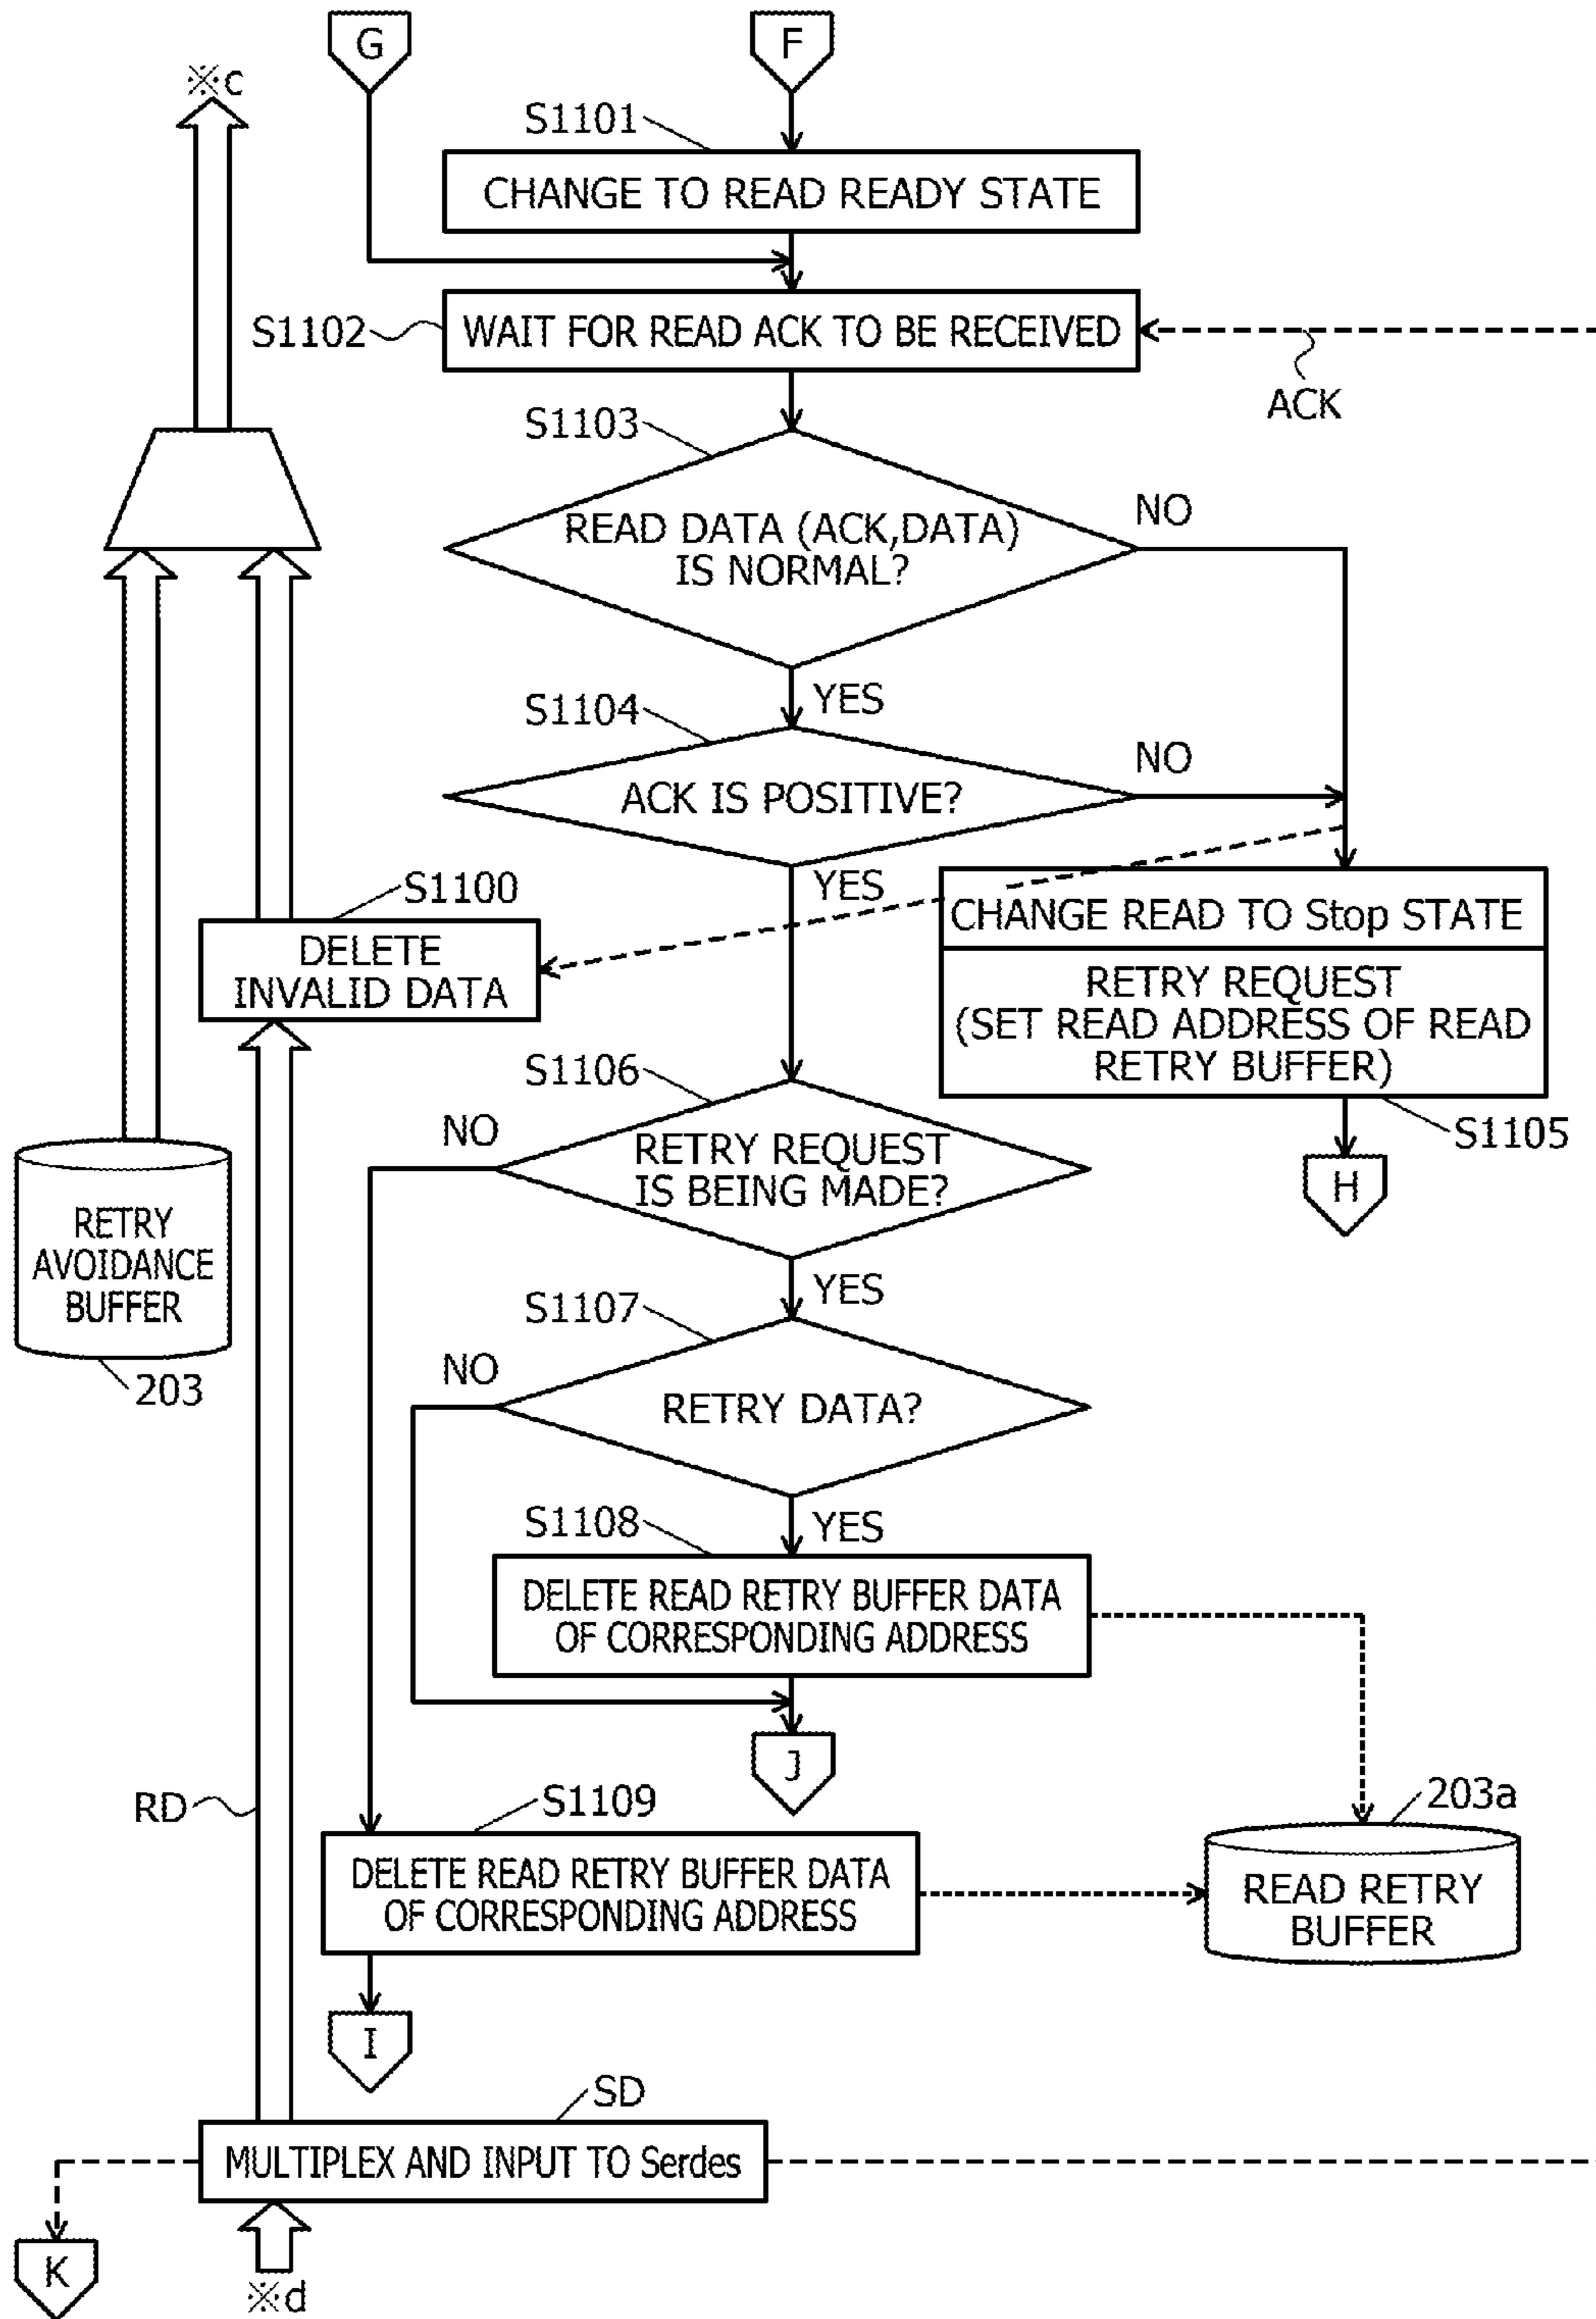 G
F
※c
S1101
CHANGE TO READ READY STATE
S1102
WAIT FOR READ ACK TO BE RECEIVED
ACK
S1103
READ DATA (ACK,DATA)
IS NORMAL?
NO
YES
S1104
ACK IS POSITIVE?
NO
YES
S1100
DELETE
INVALID DATA
CHANGE READ TO Stop STATE
RETRY REQUEST
(SET READ ADDRESS OF READ
RETRY BUFFER)
S1105
H
S1106
NO
RETRY REQUEST
IS BEING MADE?
YES
RETRY
AVOIDANCE
BUFFER
203
S1107
NO
RETRY DATA?
YES
S1108
DELETE READ RETRY BUFFER DATA
OF CORRESPONDING ADDRESS
J
RD
S1109
DELETE READ RETRY BUFFER DATA
OF CORRESPONDING ADDRESS
203a
READ RETRY
BUFFER
I
SD
MULTIPLEX AND INPUT TO Serdes
K
※d